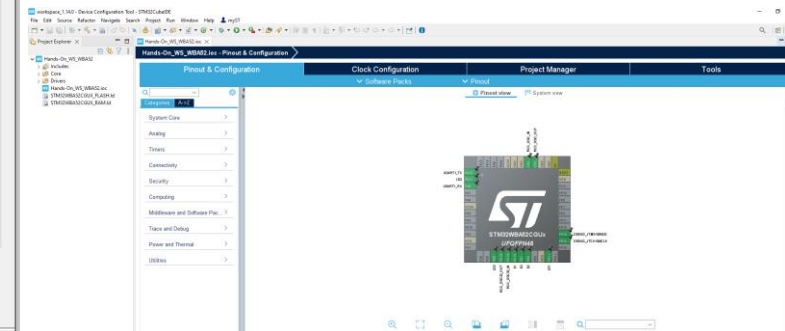 workspace_1.14.0 - Device Configuration Tool - STM32CubeIDE
File Edit Source Refactor Navigate Search Project Run Window Help myST
Project Explorer
Hands-On_WS_WBA52
Includes
Core
Drivers
Hands-On_WS_WBA52.ioc
STM32WBA52CGUX_FLASH.ld
STM32WBA52CGUX_RAM.ld
Hands-On_WS_WBA52.ioc
Hands-On_WS_WBA52.ioc - Pinout & Configuration
Pinout & Configuration
Clock Configuration
Project Manager
Tools
Software Packs
Pinout
Pinout view
System view
Categories
A->Z
System Core
Analog
Timers
Connectivity
Security
Computing
Middleware and Software Pac...
Trace and Debug
Power and Thermal
Utilities
STM32WBA52CGUx
UFQFPN48